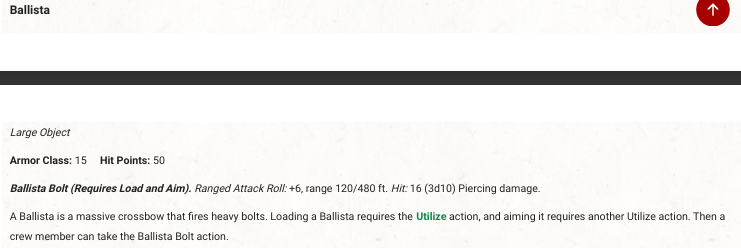 Ballista
Large Object
Armor Class: 15 Hit Points: 50
Ballista Bolt (Requires Load and Aim). Ranged Attack Roll: +6, range 120/480 ft. Hit: 16 (3d10) Piercing damage.
A Ballista is a massive crossbow that fires heavy bolts. Loading a Ballista requires the Utilize action, and aiming it requires another Utilize action. Then a
crew member can take the Ballista Bolt action.